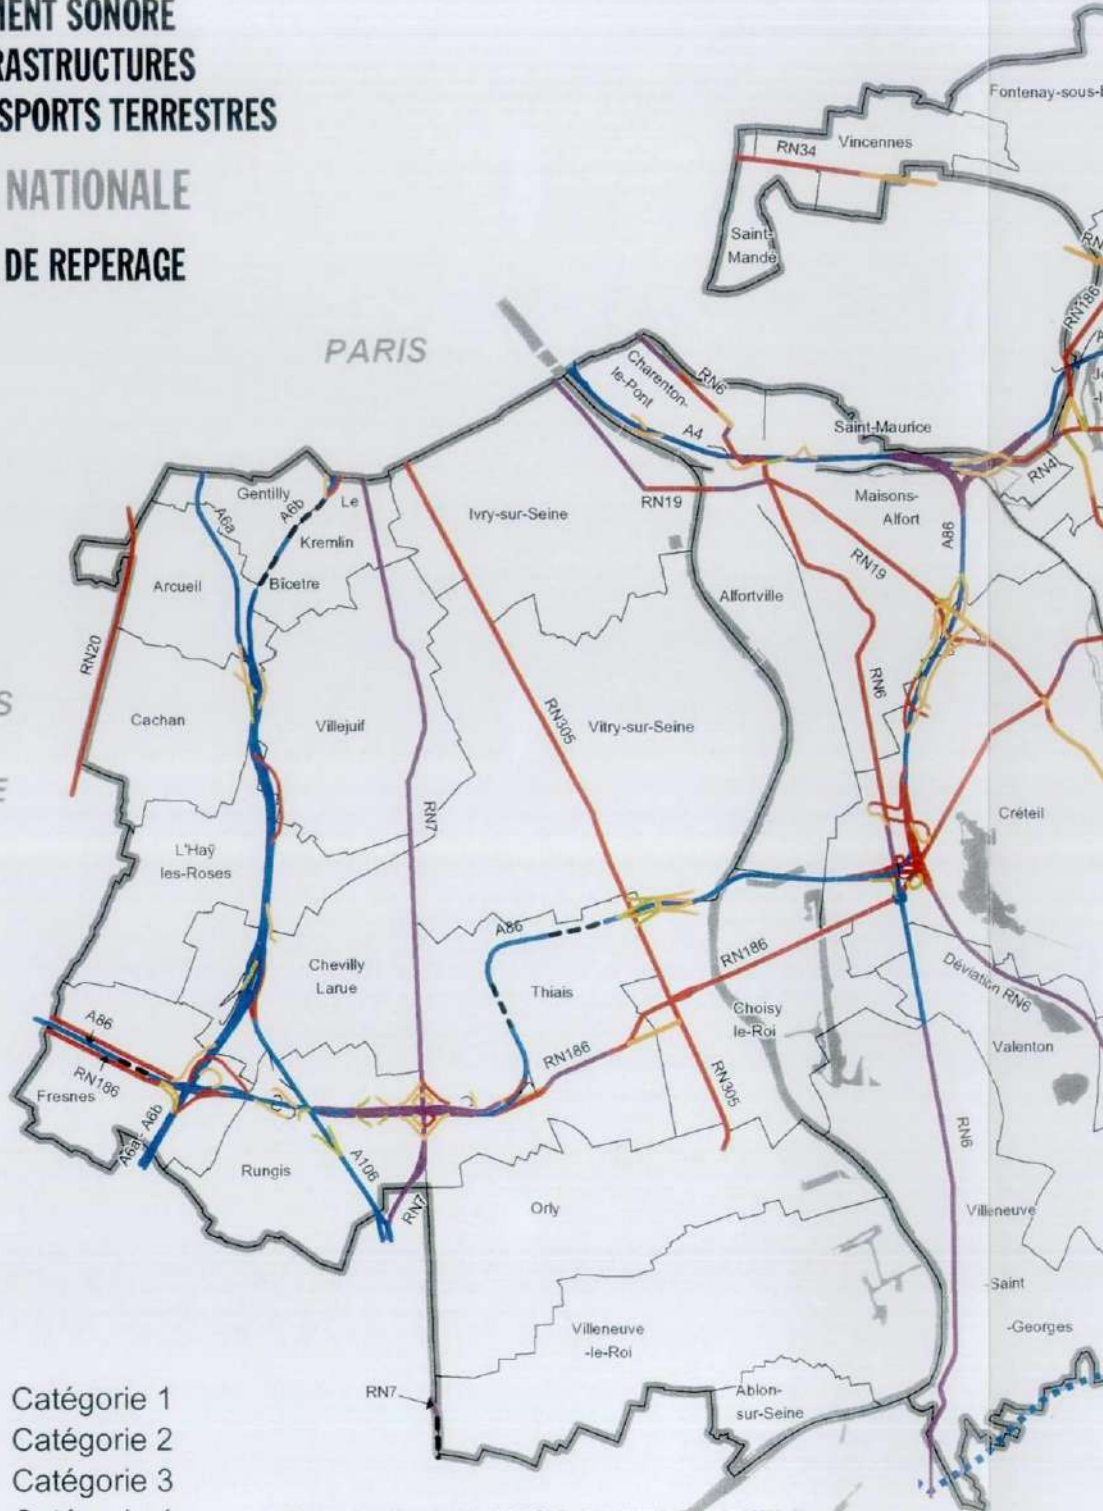 MENT SONORE
RASTRUCTURES
SPORTS TERRESTRES
NATIONALE
DE REPERAGE
Fontenay-sous-
RN34
Vincennes
Saint-
Mandé
RN
RN186
PARIS
Charenton-
le-Pont
RN6
A4
Saint-Maurice
RN4
Gentilly
Le
A6a
A6b
Kremlin
Bicetre
Ivry-sur-Seine
RN19
Maisons-
Alfort
A86
RN19
Arcueil
Alfortville
RN20
RN6
Cachan
Villejuif
RN305
Vitry-sur-Seine
RN7
Créteil
L'Haÿ
les-Roses
A86
Chevilly
Larue
RN186
Déviation RN6
Thiais
Choisy
le-Roi
A86
RN186
RN186
Valenton
Fresnes
RN305
A6a - A6b
RN6
Rungis
A106
RN7
Orly
Villeneuve
-Saint
-Georges
Villeneuve
-le-Roi
RN7
Ablon-
sur-Seine
Catégorie 1
Catégorie 2
Catégorie 3